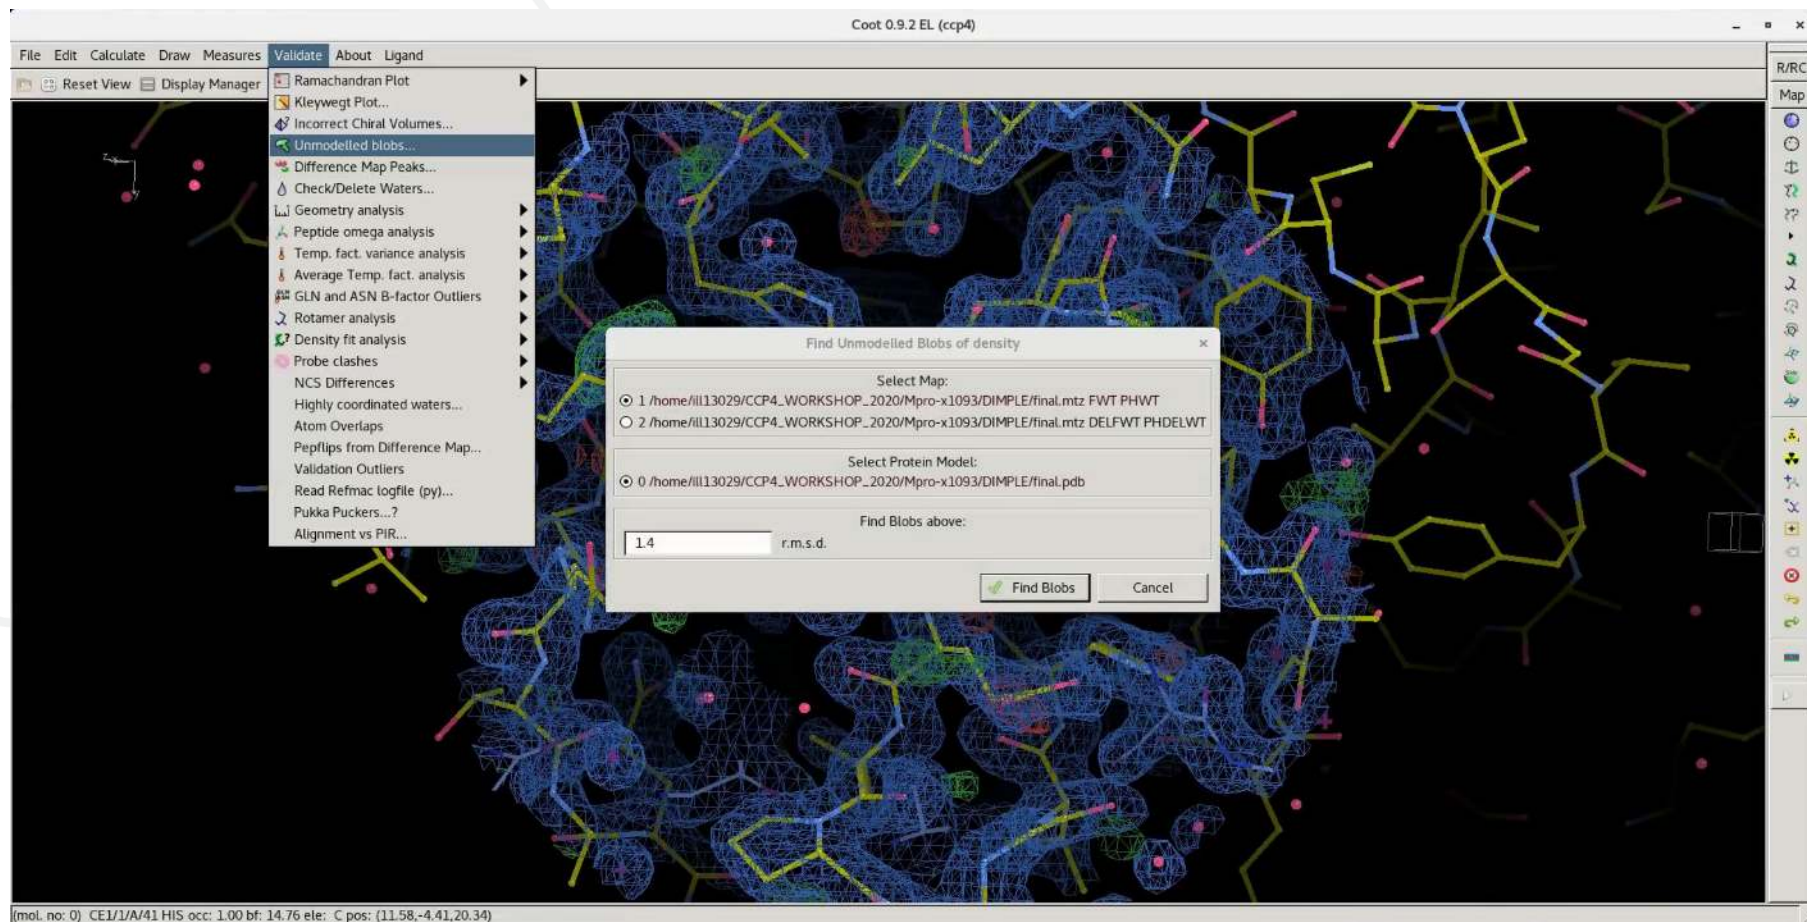 Coot 0.9.2 EL (ccp4)
File Edit Calculate Draw Measures Validate About Ligand
Reset View Display Manager
R/RC
Map
Ramachandran Plot
Kleywegt Plot...
Incorrect Chiral Volumes...
Unmodelled blobs...
Difference Map Peaks...
Check/Delete Waters...
Geometry analysis
Peptide omega analysis
Temp. fact. variance analysis
Average Temp. fact. analysis
GLN and ASN B-factor Outliers
Rotamer analysis
Density fit analysis
Probe clashes
NCS Differences
Highly coordinated waters...
Atom Overlaps
Pepflips from Difference Map...
Validation Outliers
Read Refmac logfile (py)...
Pukka Puckers...?
Alignment vs PIR...
Find Unmodelled Blobs of density
Select Map:
1 /home/ill13029/CCP4_WORKSHOP_2020/Mpro-x1093/DIMPLE/final.mtz FWT PHWT
2 /home/ill13029/CCP4_WORKSHOP_2020/Mpro-x1093/DIMPLE/final.mtz DELFWT PHDELWT
Select Protein Model:
0 /home/ill13029/CCP4_WORKSHOP_2020/Mpro-x1093/DIMPLE/final.pdb
Find Blobs above:
1.4 r.m.s.d.
Find Blobs Cancel
(mol. no: 0) CE1/1/A/41 HIS occ: 1.00 bf: 14.76 ele: C pos: (11.58,-4.41,20.34)